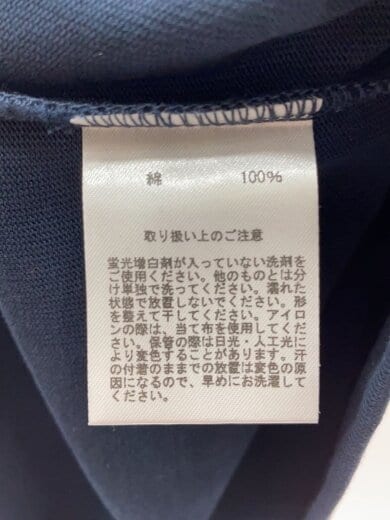 綿 100%
取り扱い上のご注意
蛍光増白剤が入っていない洗剤を
ご使用ください。他のものとは分
け単独で洗ってください。濡れた
状態で放置しないでください。形
を整えて干してください。アイロ
ンの際は、当て布を使用してくだ
さい。保管の際は日光・人工光に
より変色することがあります。汗
の付着のままでの放置は変色の原
因になるので、早めにお洗濯して
ください。